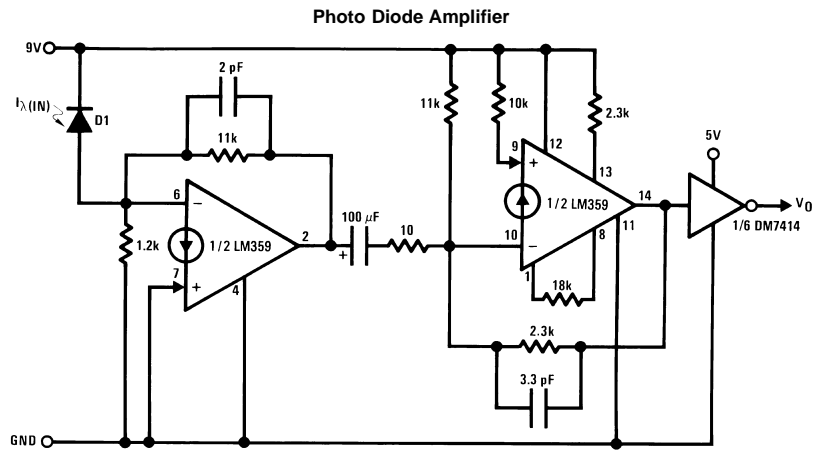 Photo Diode Amplifier
9V
2 pF
11k
10k
2.3k
Iλ(IN)
D1
11k
12
5V
9
+
13
6
−
1/2 LM359
14
VO
100 μF
10
1/6 DM7414
1.2k
1/2 LM359
2
+
10
−
8
11
7
+
4
1
18k
2.3k
3.3 pF
GND